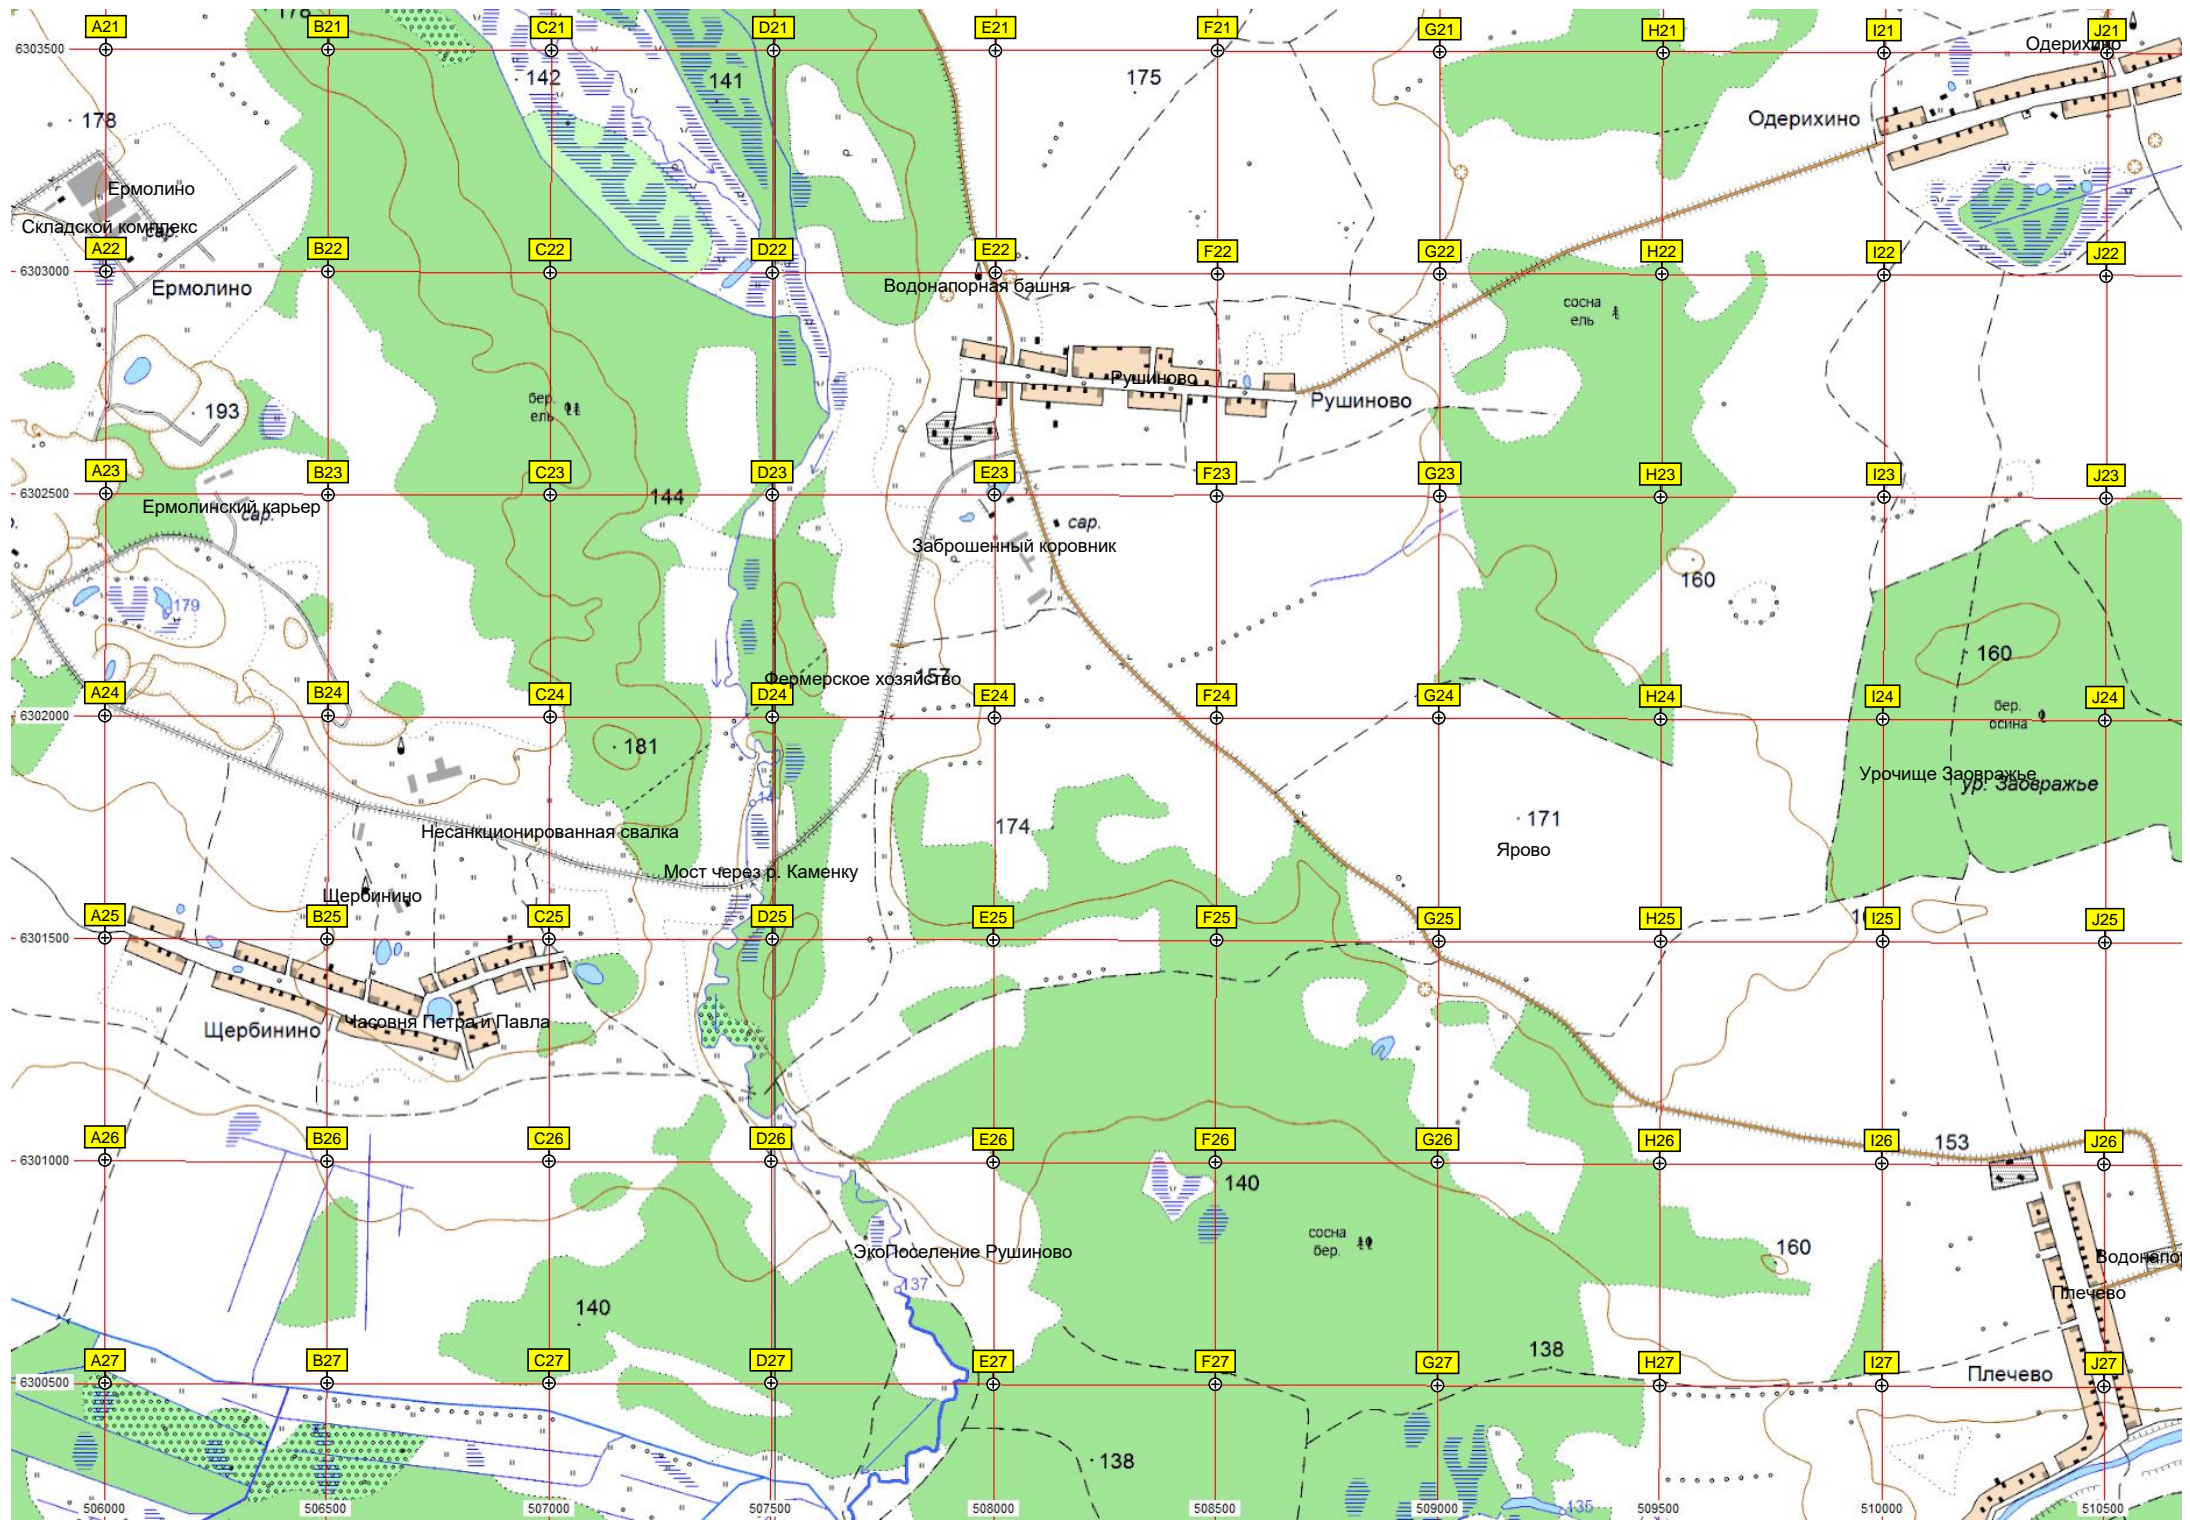 178
A21 B21 C21 D21 E21 F21 G21 H21 I21 J21
6303500
Одерихино
142
141
175
178
Одерихино
Ермолино
Складской комплекс
сар.
A22 B22 C22 D22 E22 F22 G22 H22 I22 J22
6303000
Ермолино
Водонапорная башня
сосна
ель
Рушиново
193
бер.
ель
Рушиново
A23 B23 C23 D23 E23 F23 G23 H23 I23 J23
6302500
144
Ермолинский карьер
сар.
сар.
Заброшенный коровник
160
179
160
157
Фермерское хозяйство
A24 B24 C24 D24 E24 F24 G24 H24 I24 J24
6302000
бер.
осина
181
Урочище Заовражье
ур. Заовражье
174
171
Несанкционированная свалка
Ярово
Мост через р. Каменку
Щербинино
A25 B25 C25 D25 E25 F25 G25 H25 I25 J25
6301500
Часовня Петра и Павла
Щербинино
A26 B26 C26 D26 E26 F26 G26 H26 I26 J26
153
6301000
140
сосна
бер.
160
ЭкоПоселение Рушиново
Водонапо
137
Плечево
140
138
A27 B27 C27 D27 E27 F27 G27 H27 I27 J27
Плечево
6300500
138
135
506000 506500 507000 507500 508000 508500 509000 509500 510000 510500